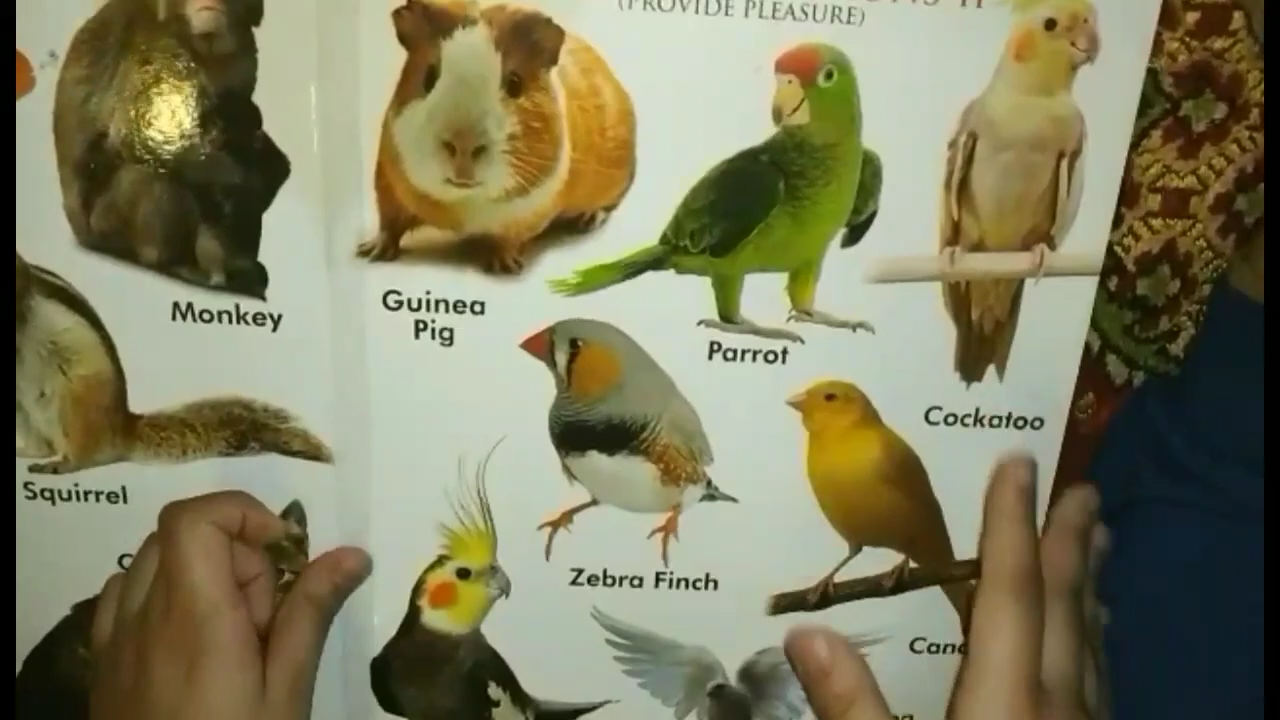 (PROVIDE PLEASURE)
Monkey
Guinea
Pig
Parrot
Cockatoo
Squirrel
Zebra Finch